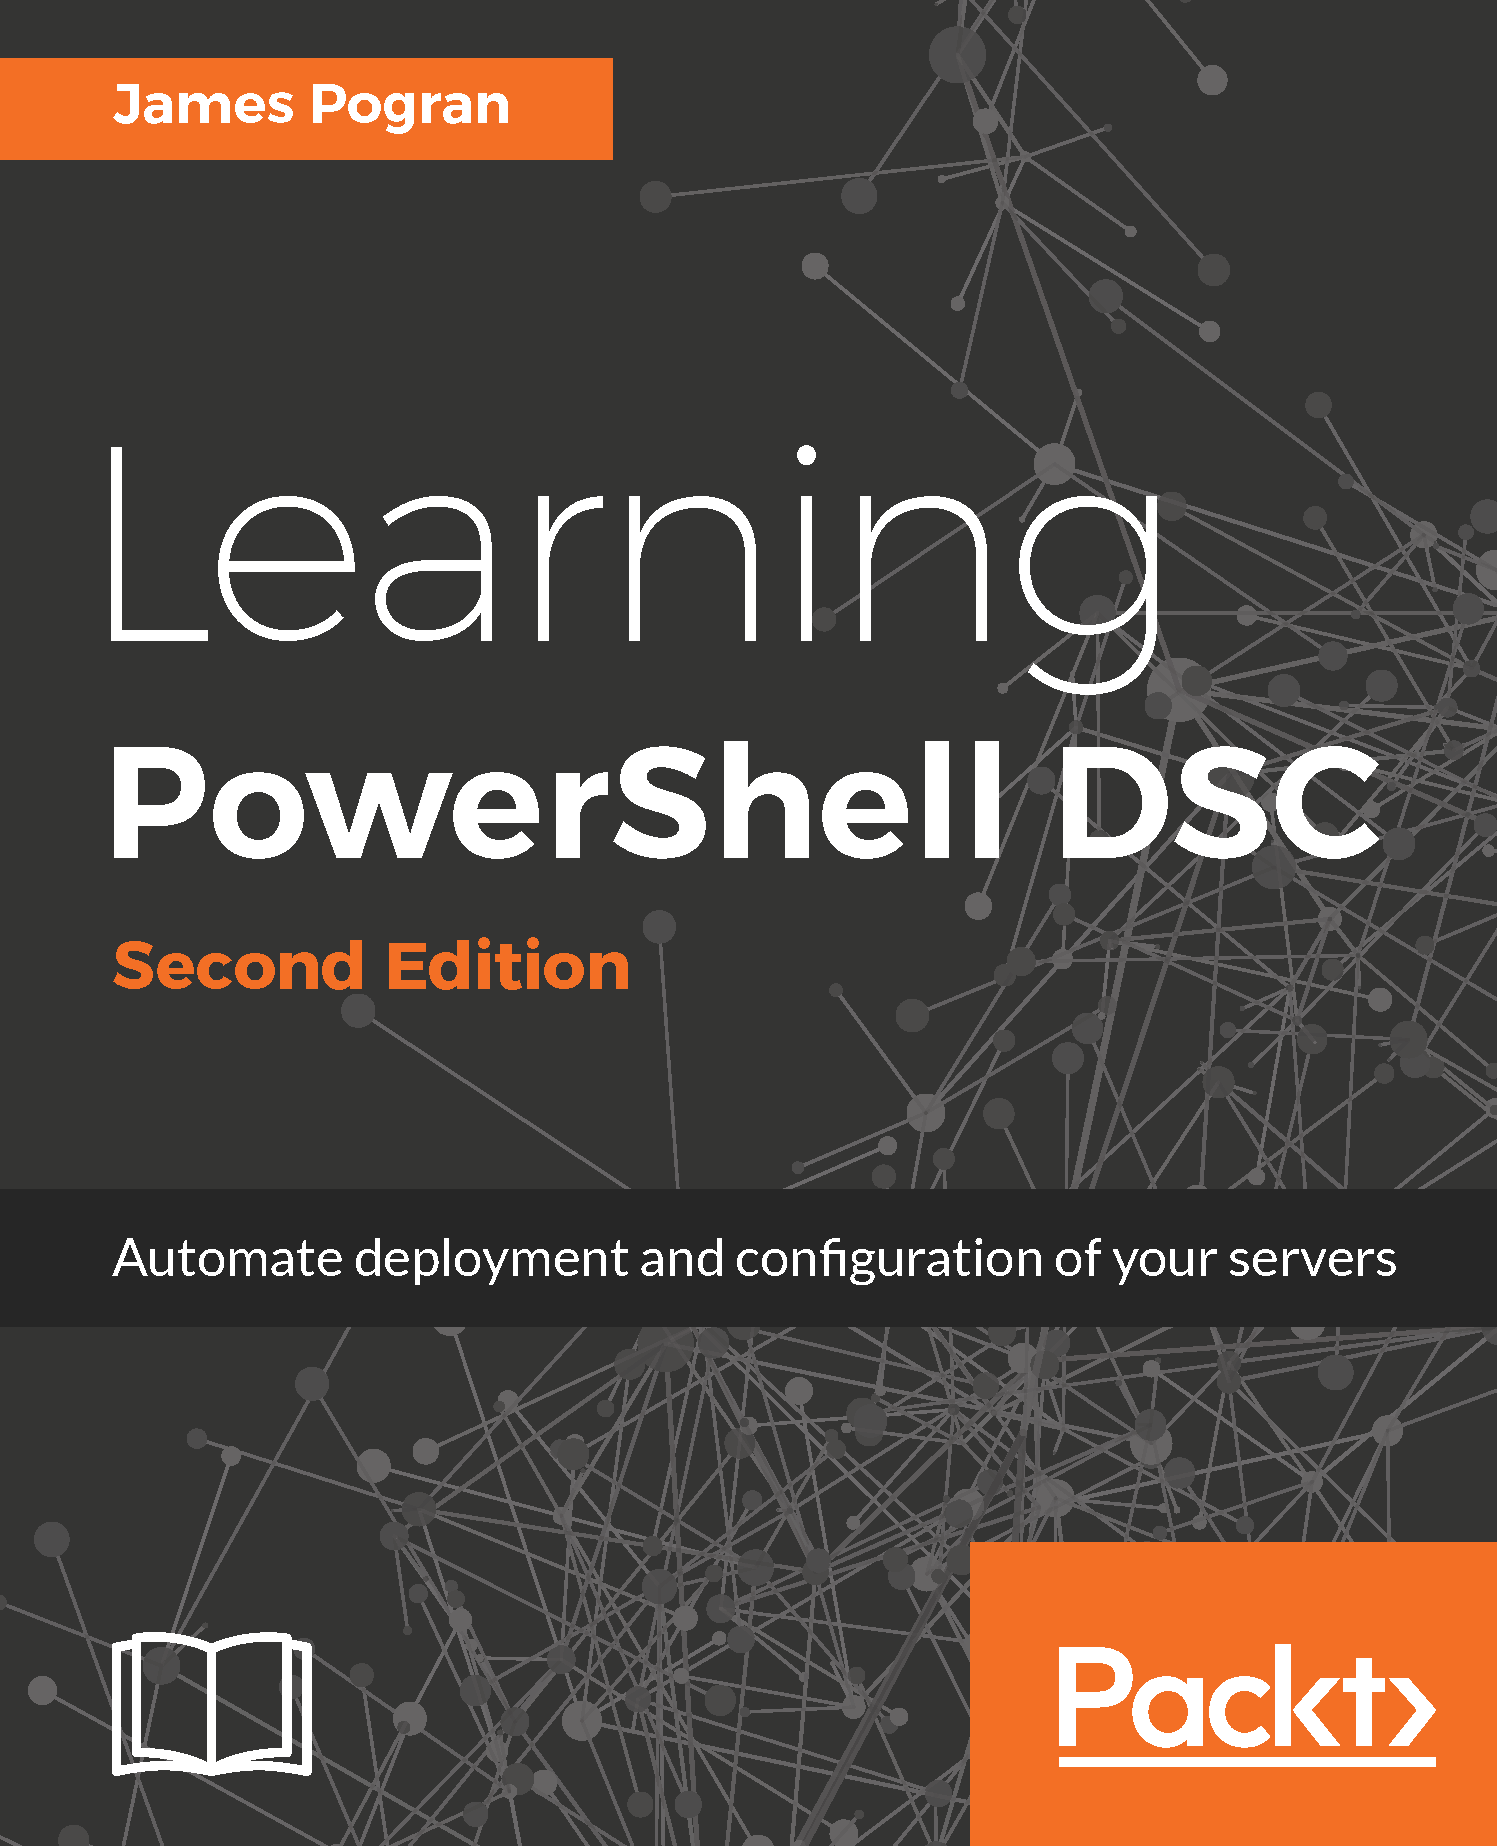 James Pogran
Learning
PowerShell DSC
Second Edition
Automate deployment and configuration of your servers
Packt